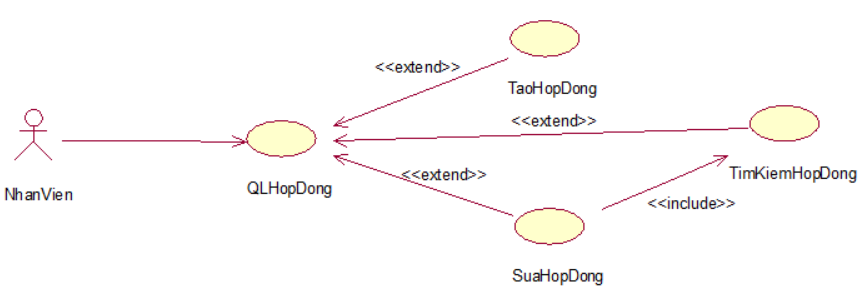 <<extend>>
TaoHopDong
<<extend>>
NhanVien
QLHopDong
<<extend>>
TimKiemHopDong
<<include>>
SuaHopDong